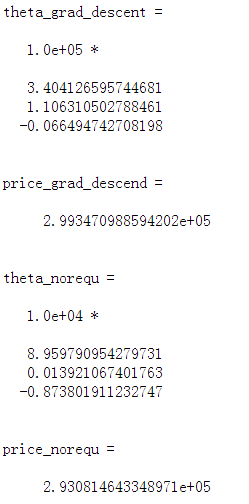 theta_grad_descent =
1.0e+05 *
3.404126595744681
1.106310502788461
-0.066494742708198
price_grad_descend =
2.993470988594202e+05
theta_norequ =
1.0e+04 *
8.959790954279731
0.013921067401763
-0.873801911232747
price_norequ =
2.930814643348971e+05